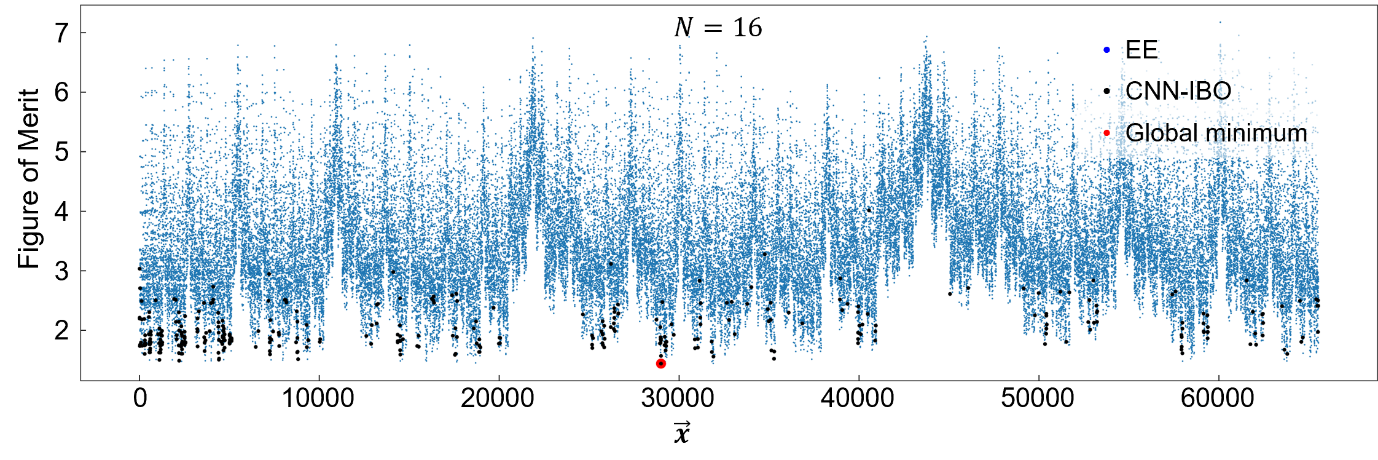 N = 16
EE
CNN-IBO
Global minimum
Figure of Merit
7
6
5
4
3
2
0 10000 20000 30000 40000 50000 60000
x⃗